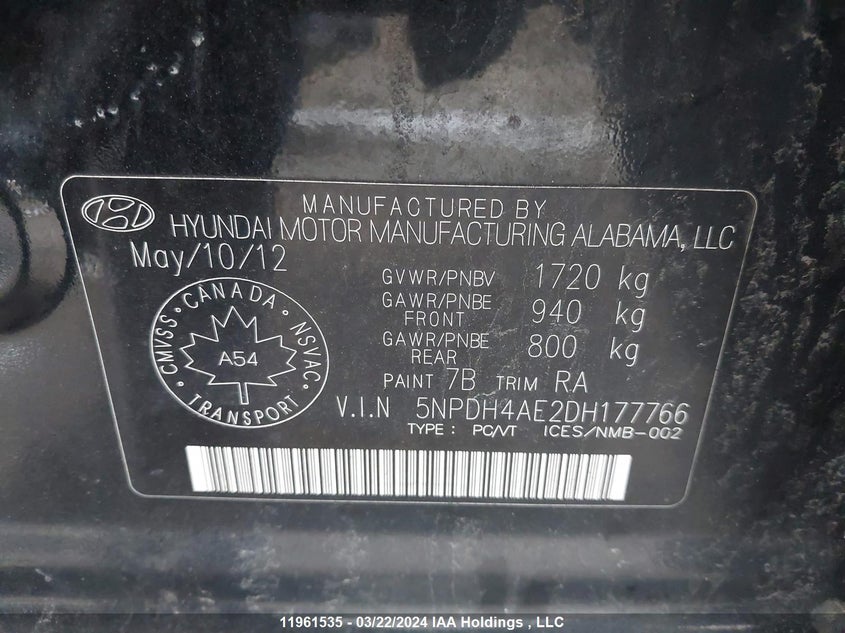 MANUFACTURED BY
HYUNDAI MOTOR MANUFACTURING ALABAMA, LLC
May/10/12
GVWR/PNBV 1720 kg
GAWR/PNBE FRONT 940 kg
GAWR/PNBE REAR 800 kg
PAINT 7B TRIM RA
CANADA
CMVSS
NSVAC
A54
TRANSPORT
V.I.N 5NPDH4AE2DH177766
TYPE : PC/VT ICES/NMB-002
11961535 - 03/22/2024 IAA Holdings , LLC